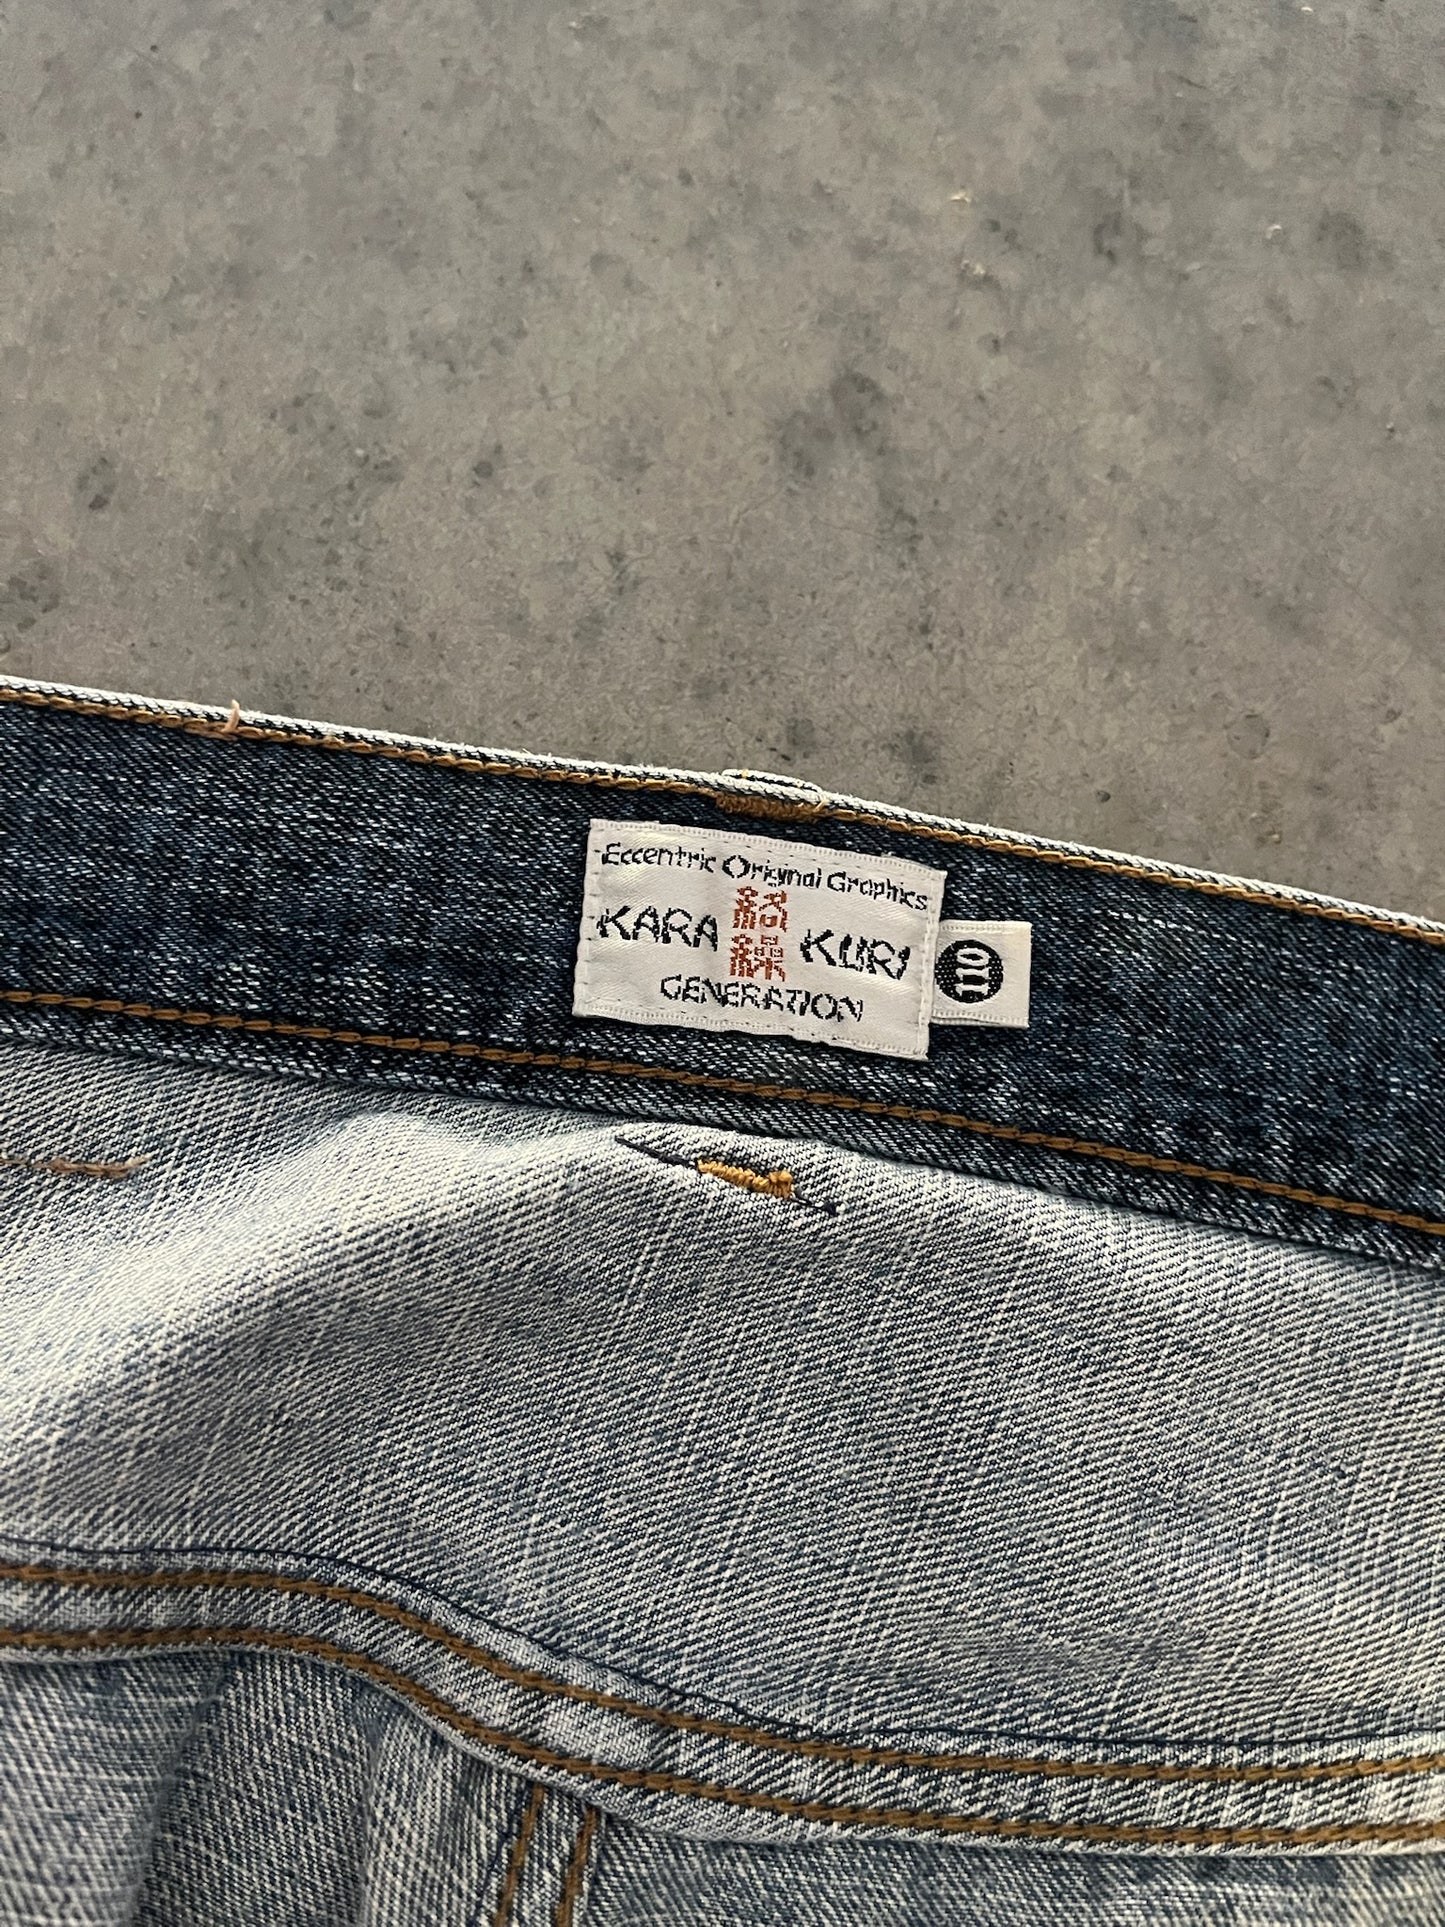 Eccentric Original Graphics
KARA 絡繰 KURI
GENERATION
110